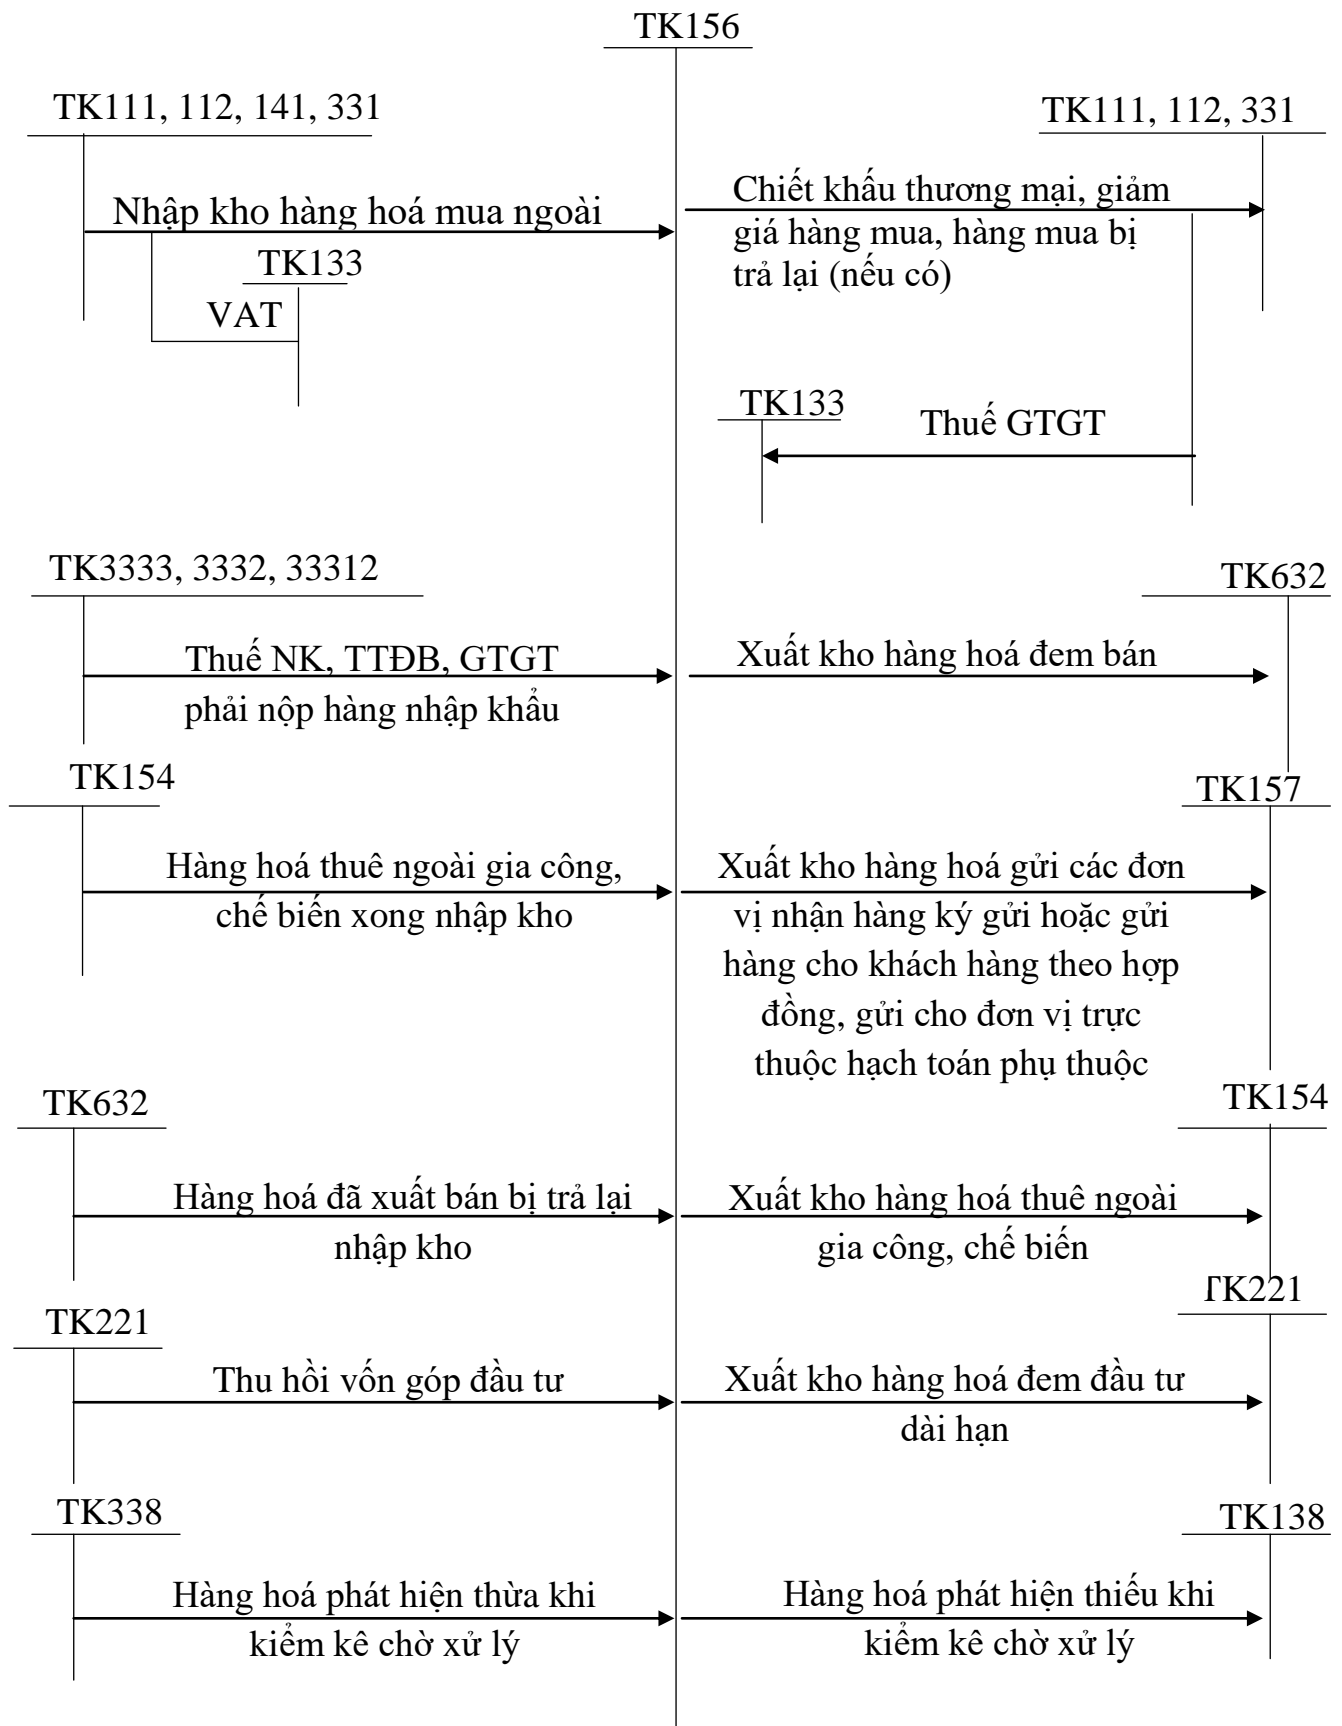 TK156
TK111, 112, 141, 331
TK111, 112, 331
Nhập kho hàng hoá mua ngoài
Chiết khấu thương mại, giảm
giá hàng mua, hàng mua bị
trả lại (nếu có)
TK133
VAT
TK133
Thuế GTGT
TK3333, 3332, 33312
TK632
Thuế NK, TTĐB, GTGT
phải nộp hàng nhập khẩu
Xuất kho hàng hoá đem bán
TK154
TK157
Hàng hoá thuê ngoài gia công,
chế biến xong nhập kho
Xuất kho hàng hoá gửi các đơn
vị nhận hàng ký gửi hoặc gửi
hàng cho khách hàng theo hợp
đồng, gửi cho đơn vị trực
thuộc hạch toán phụ thuộc
TK632
TK154
Hàng hoá đã xuất bán bị trả lại
nhập kho
Xuất kho hàng hoá thuê ngoài
gia công, chế biến
TK221
TK221
Thu hồi vốn góp đầu tư
Xuất kho hàng hoá đem đầu tư
dài hạn
TK338
TK138
Hàng hoá phát hiện thừa khi
kiểm kê chờ xử lý
Hàng hoá phát hiện thiếu khi
kiểm kê chờ xử lý